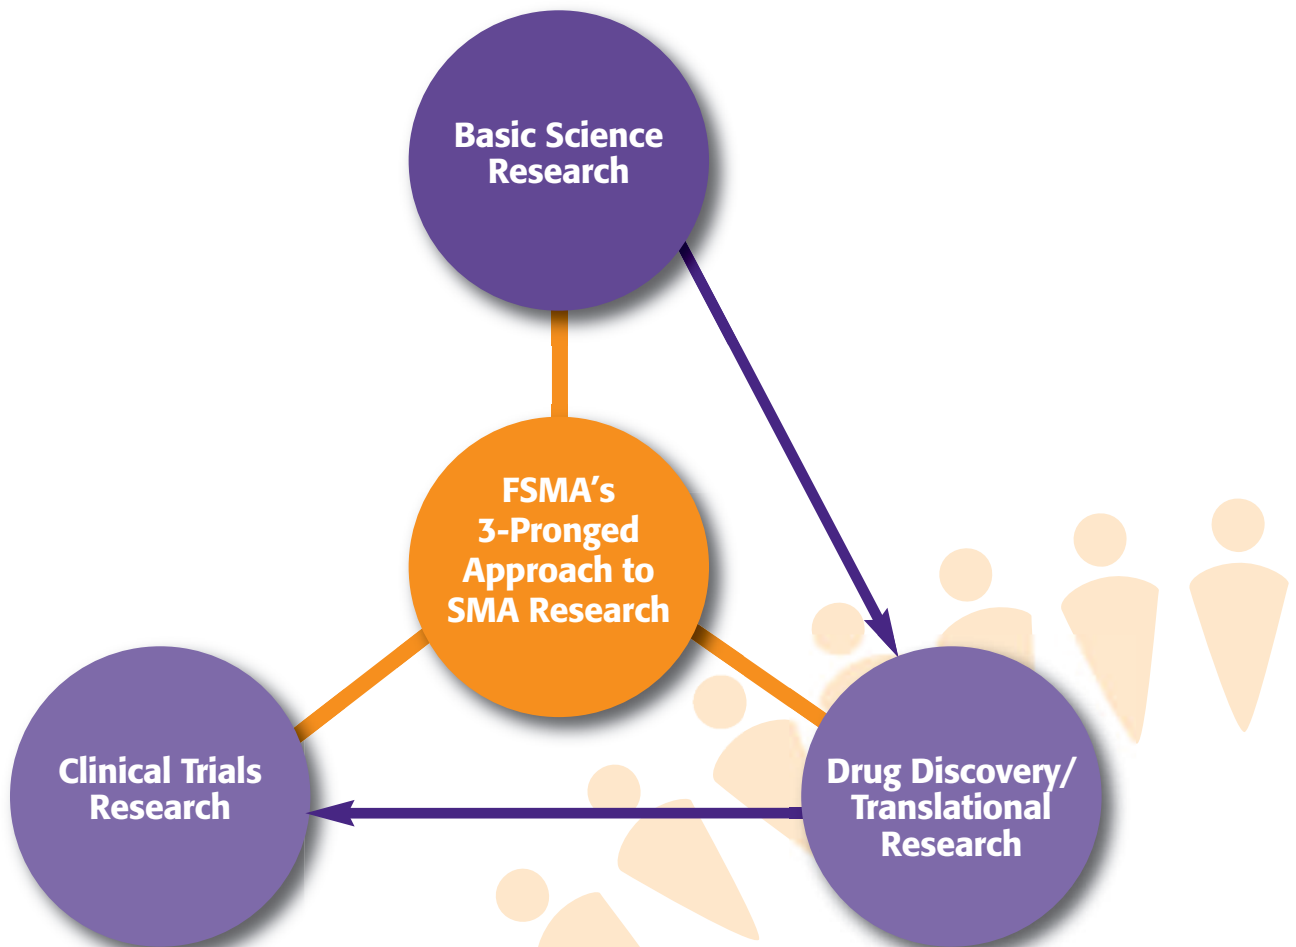 Basic Science
Research
FSMA’s
3-Pronged
Approach to
SMA Research
Clinical Trials
Research
Drug Discovery/
Translational
Research